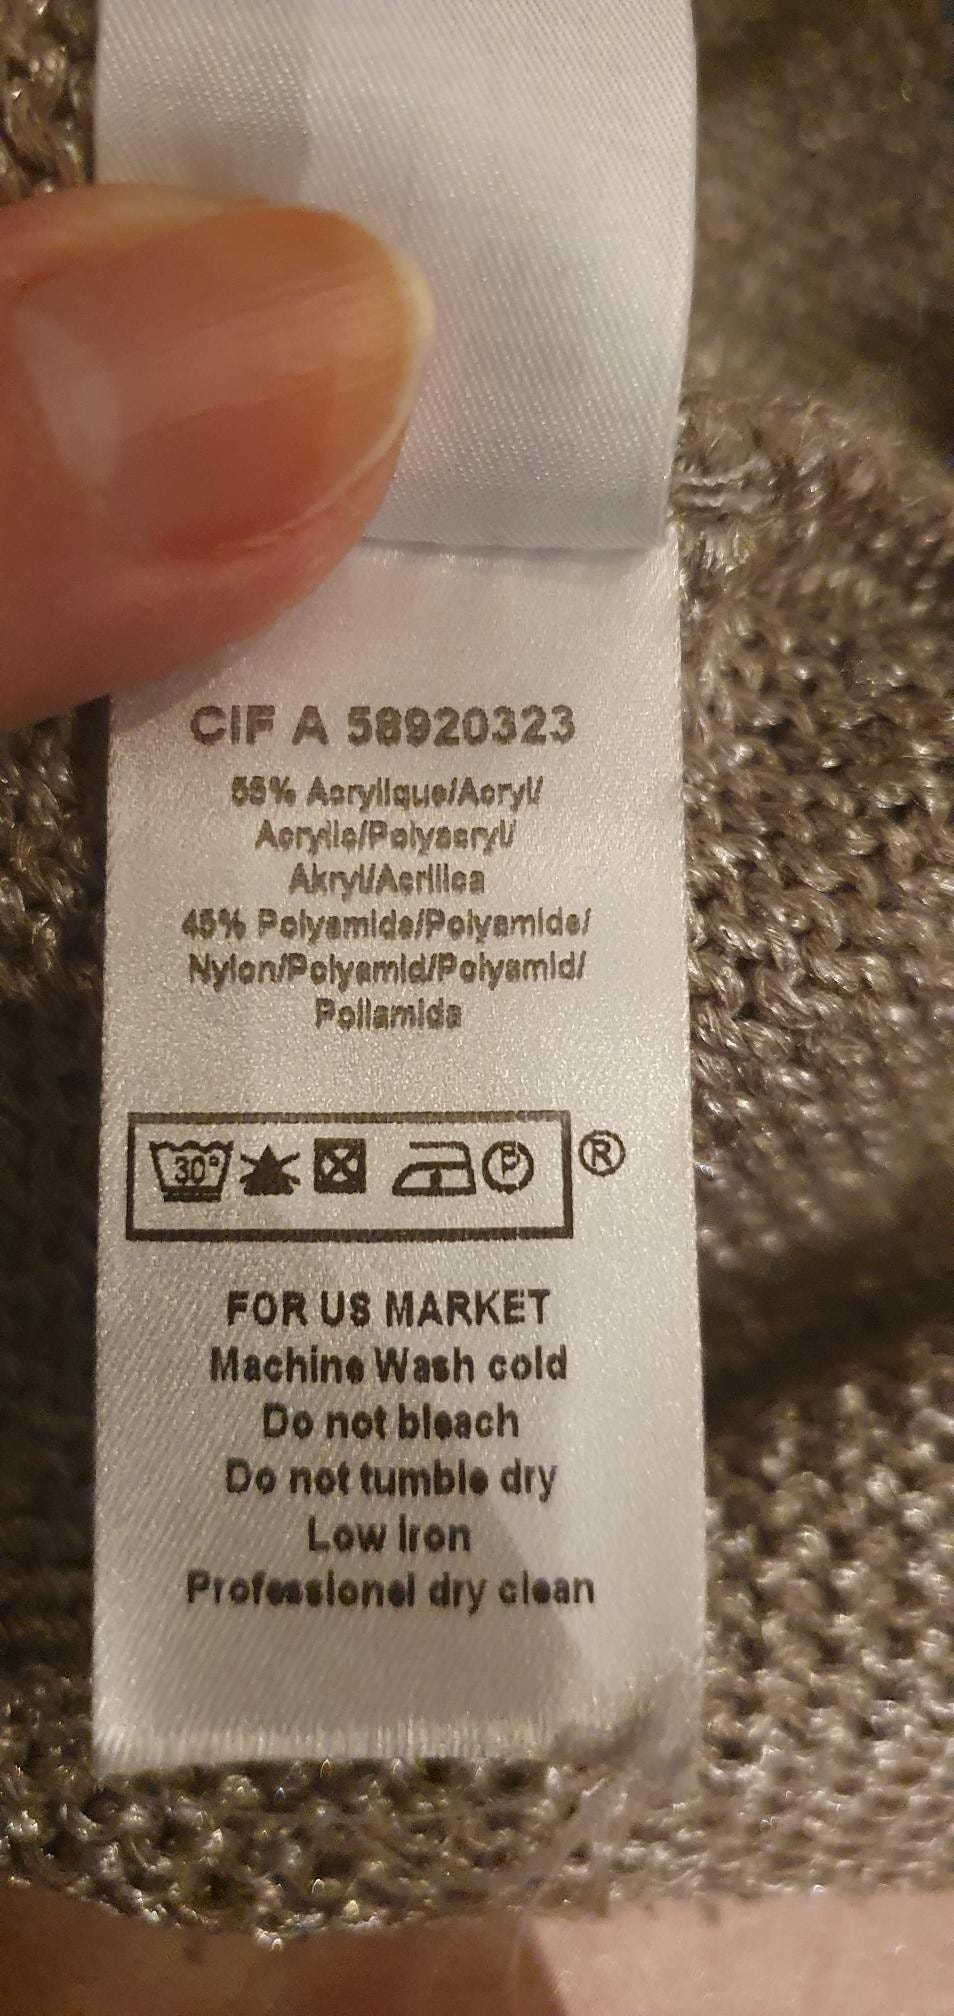 CIF A 58920323
55% Acrylique/Acryl/
Acrylic/Polyacryl/
Akryl/Acrilica
45% Polyamide/Polyamide/
Nylon/Polyamid/Polyamid/
Poliamida
30° P ®
FOR US MARKET
Machine Wash cold
Do not bleach
Do not tumble dry
Low Iron
Professional dry clean